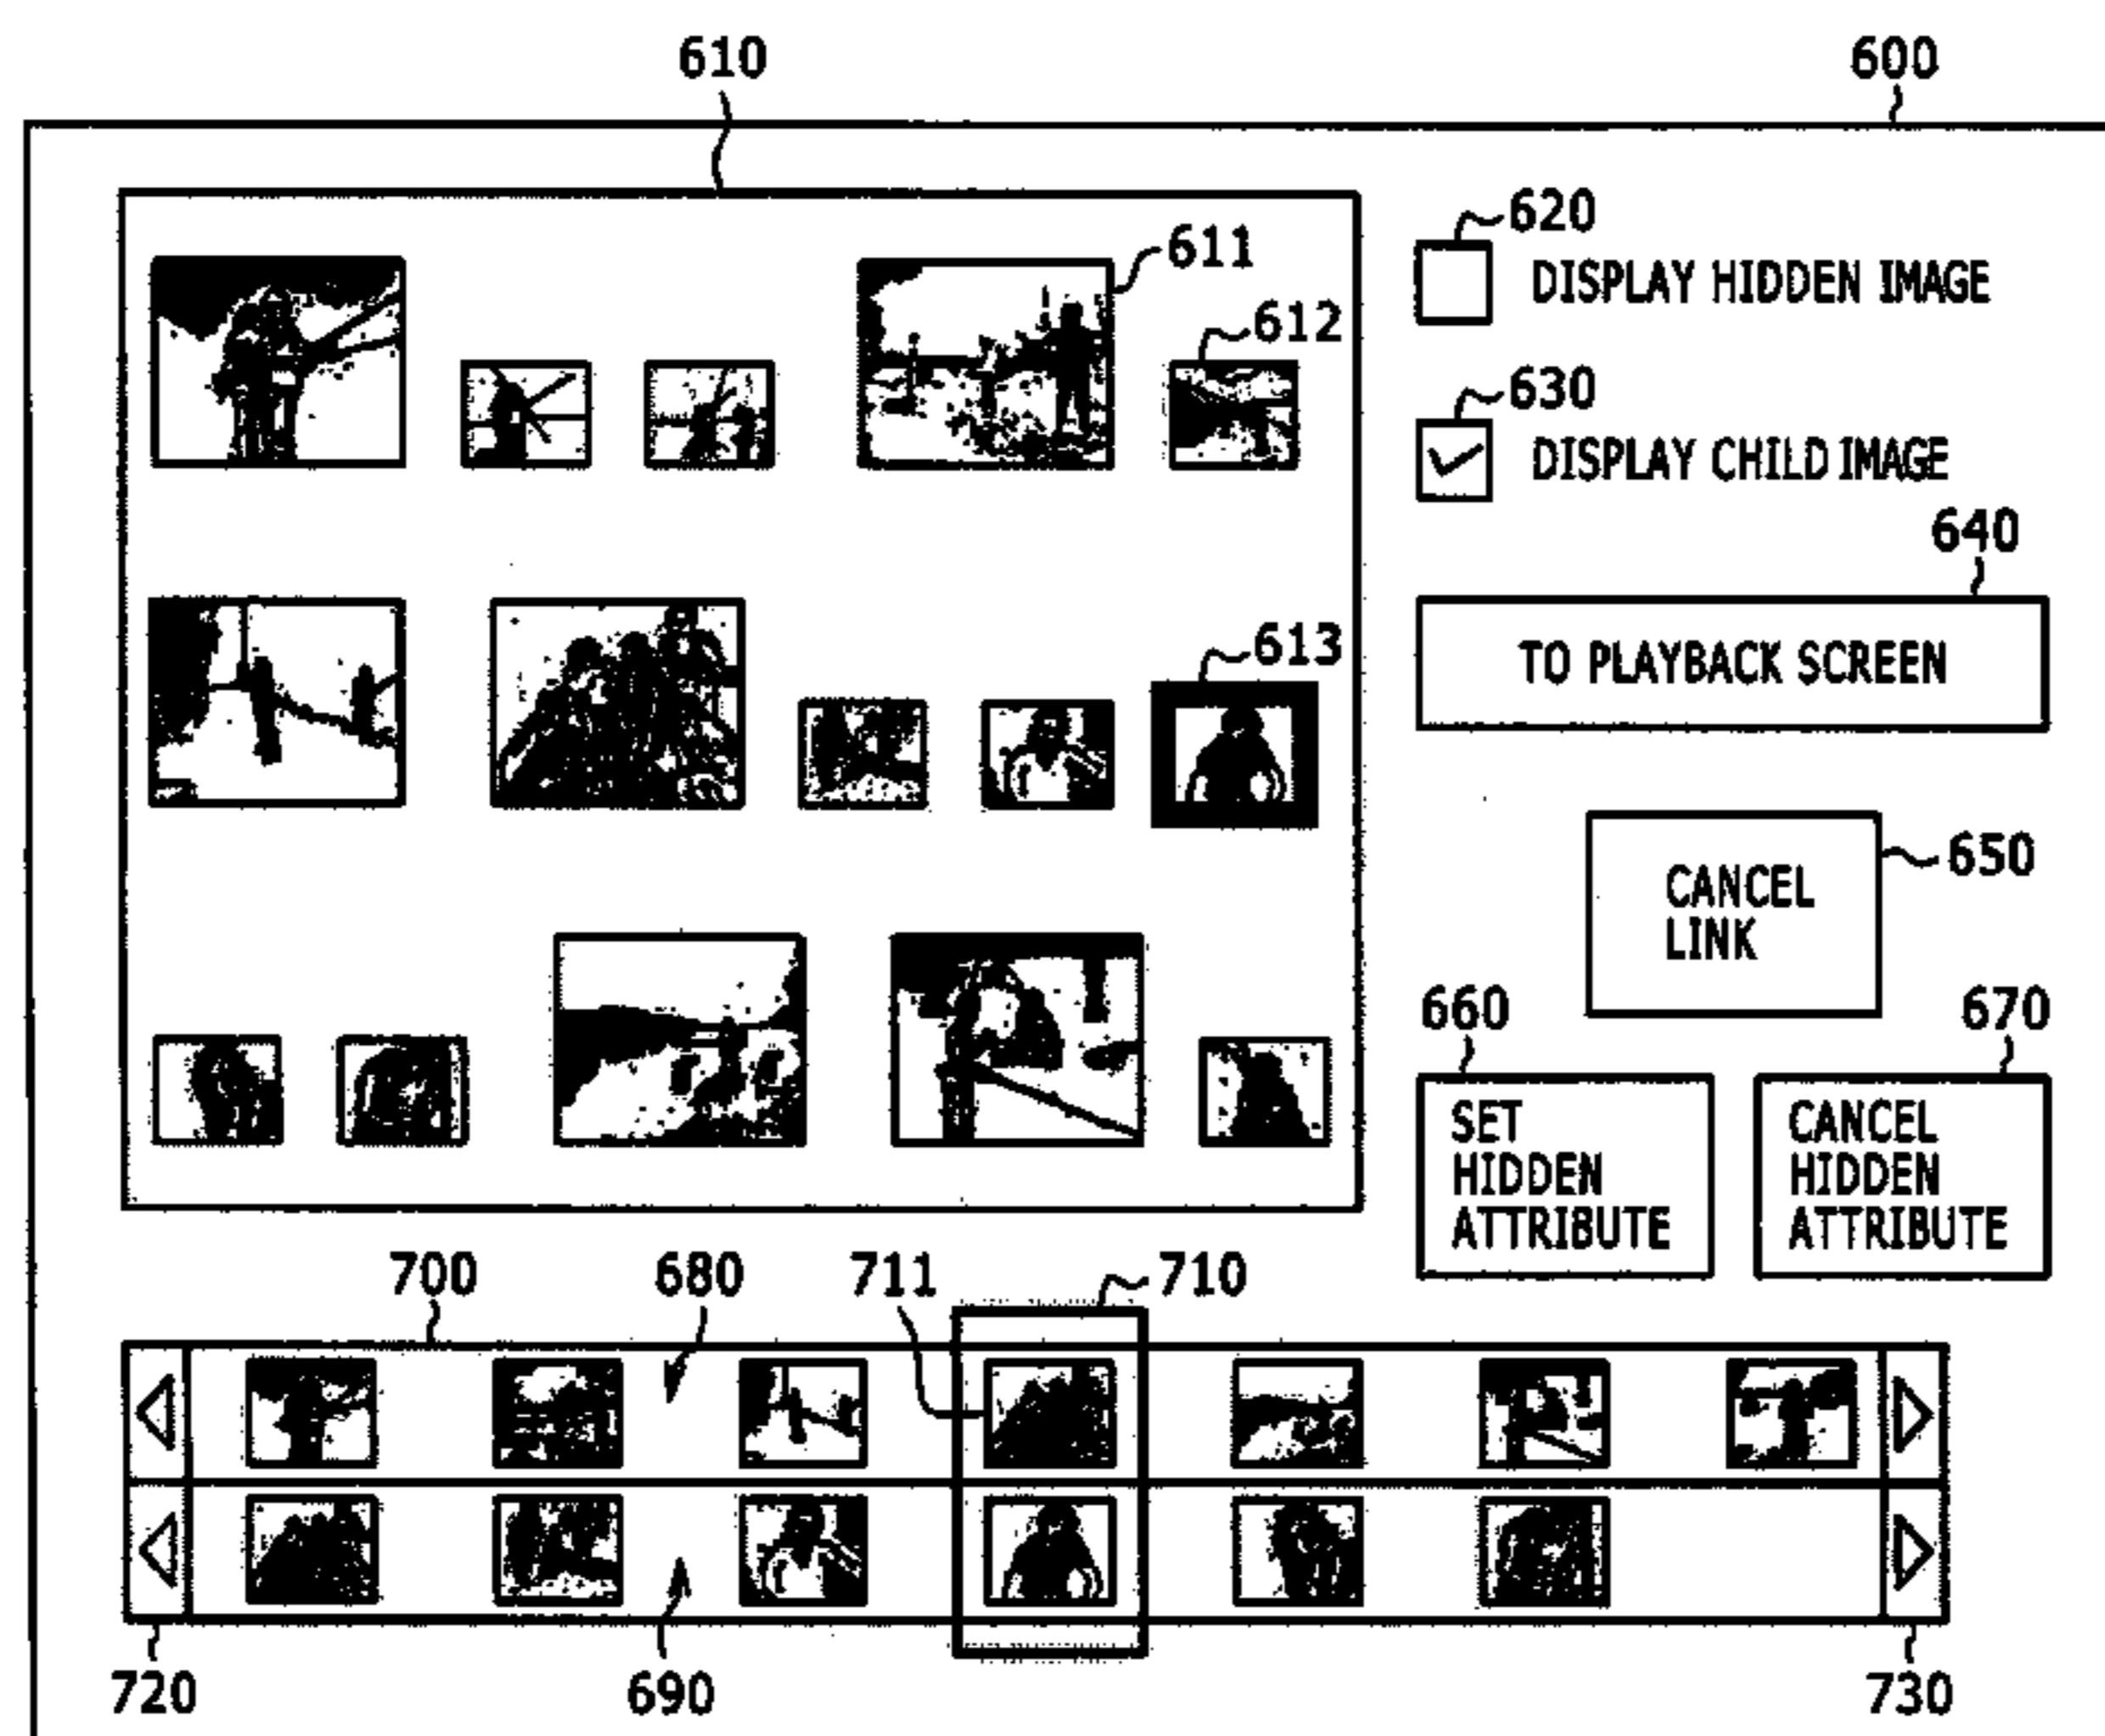 610
600
611
620
DISPLAY HIDDEN IMAGE
612
630
DISPLAY CHILD IMAGE
640
TO PLAYBACK SCREEN
613
650
CANCEL
LINK
660
670
SET
HIDDEN
ATTRIBUTE
CANCEL
HIDDEN
ATTRIBUTE
700
680
711
710
720
690
730